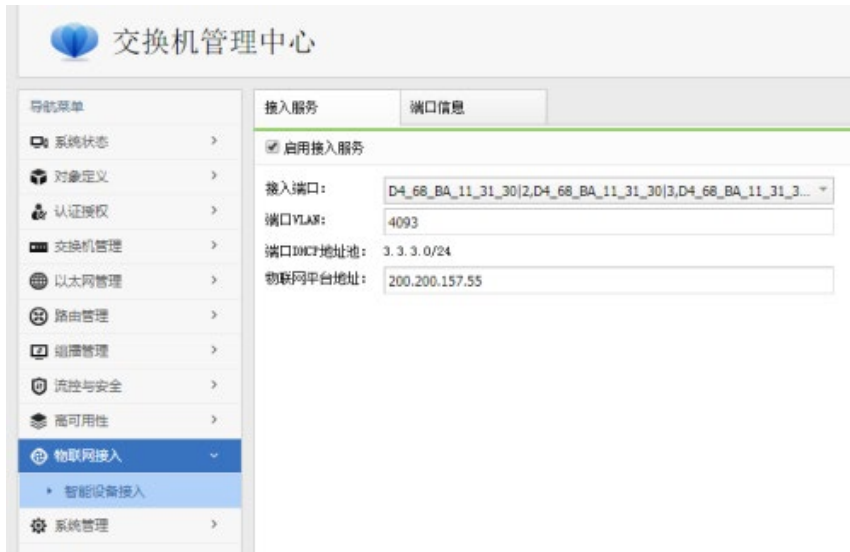 交换机管理中心
导航菜单
系统状态
对象定义
认证授权
交换机管理
以太网管理
路由管理
组播管理
流控与安全
高可用性
物联网接入
智能设备接入
系统管理
接入服务 端口信息
启用接入服务
接入端口: D4_68_BA_11_31_30|2,D4_68_BA_11_31_30|3,D4_68_BA_11_31_3...
端口VLAN: 4093
端口DHCP地址池: 3.3.3.0/24
物联网平台地址: 200.200.157.55